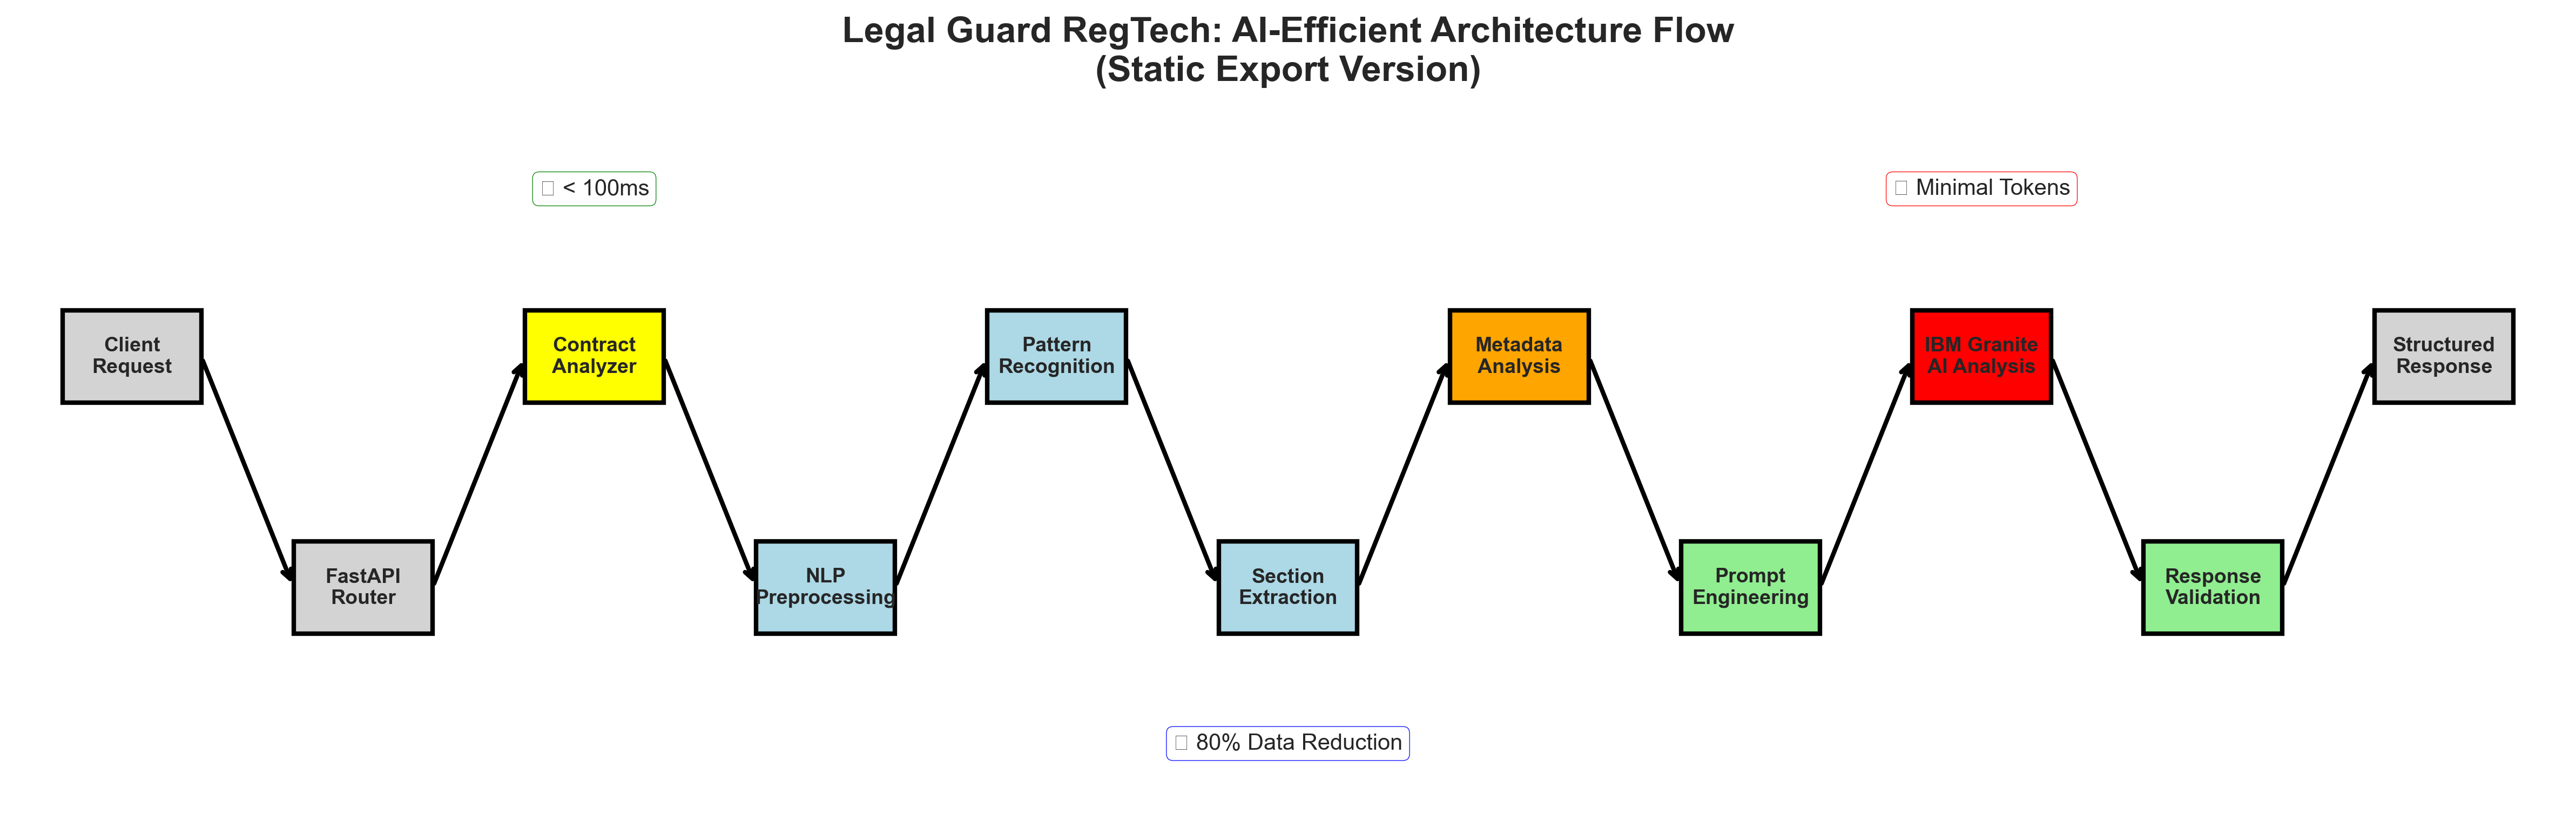 Legal Guard RegTech: AI-Efficient Architecture Flow
(Static Export Version)
< 100ms
Minimal Tokens
Client
Request
Contract
Analyzer
Pattern
Recognition
Metadata
Analysis
IBM Granite
AI Analysis
Structured
Response
FastAPI
Router
NLP
Preprocessing
Section
Extraction
Prompt
Engineering
Response
Validation
80% Data Reduction